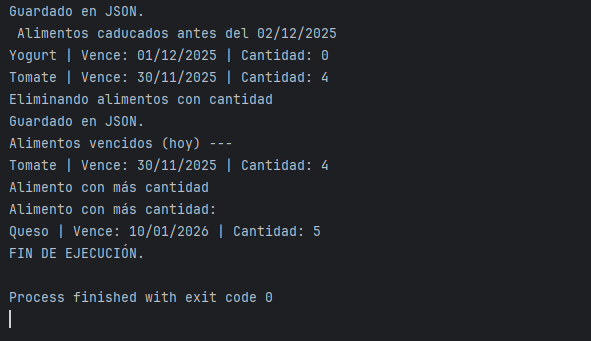 Guardado en JSON.
Alimentos caducados antes del 02/12/2025
Yogurt | Vence: 01/12/2025 | Cantidad: 0
Tomate | Vence: 30/11/2025 | Cantidad: 4
Eliminando alimentos con cantidad
Guardado en JSON.
Alimentos vencidos (hoy) ---
Tomate | Vence: 30/11/2025 | Cantidad: 4
Alimento con más cantidad
Alimento con más cantidad:
Queso | Vence: 10/01/2026 | Cantidad: 5
FIN DE EJECUCIÓN.
Process finished with exit code 0